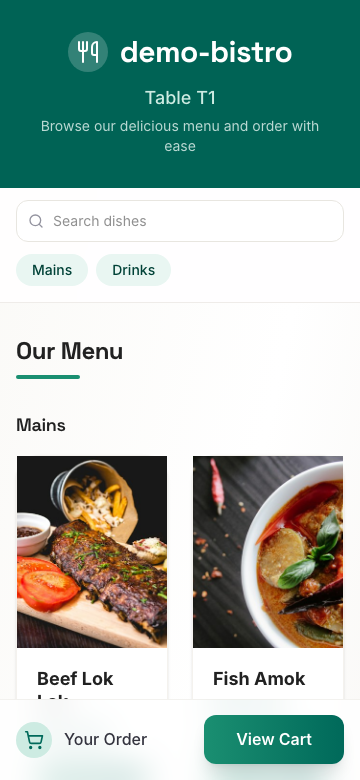 demo-bistro
Table T1
Browse our delicious menu and order with
ease
Search dishes
Mains
Drinks
Our Menu
Mains
Beef Lok
Fish Amok
Your Order
View Cart